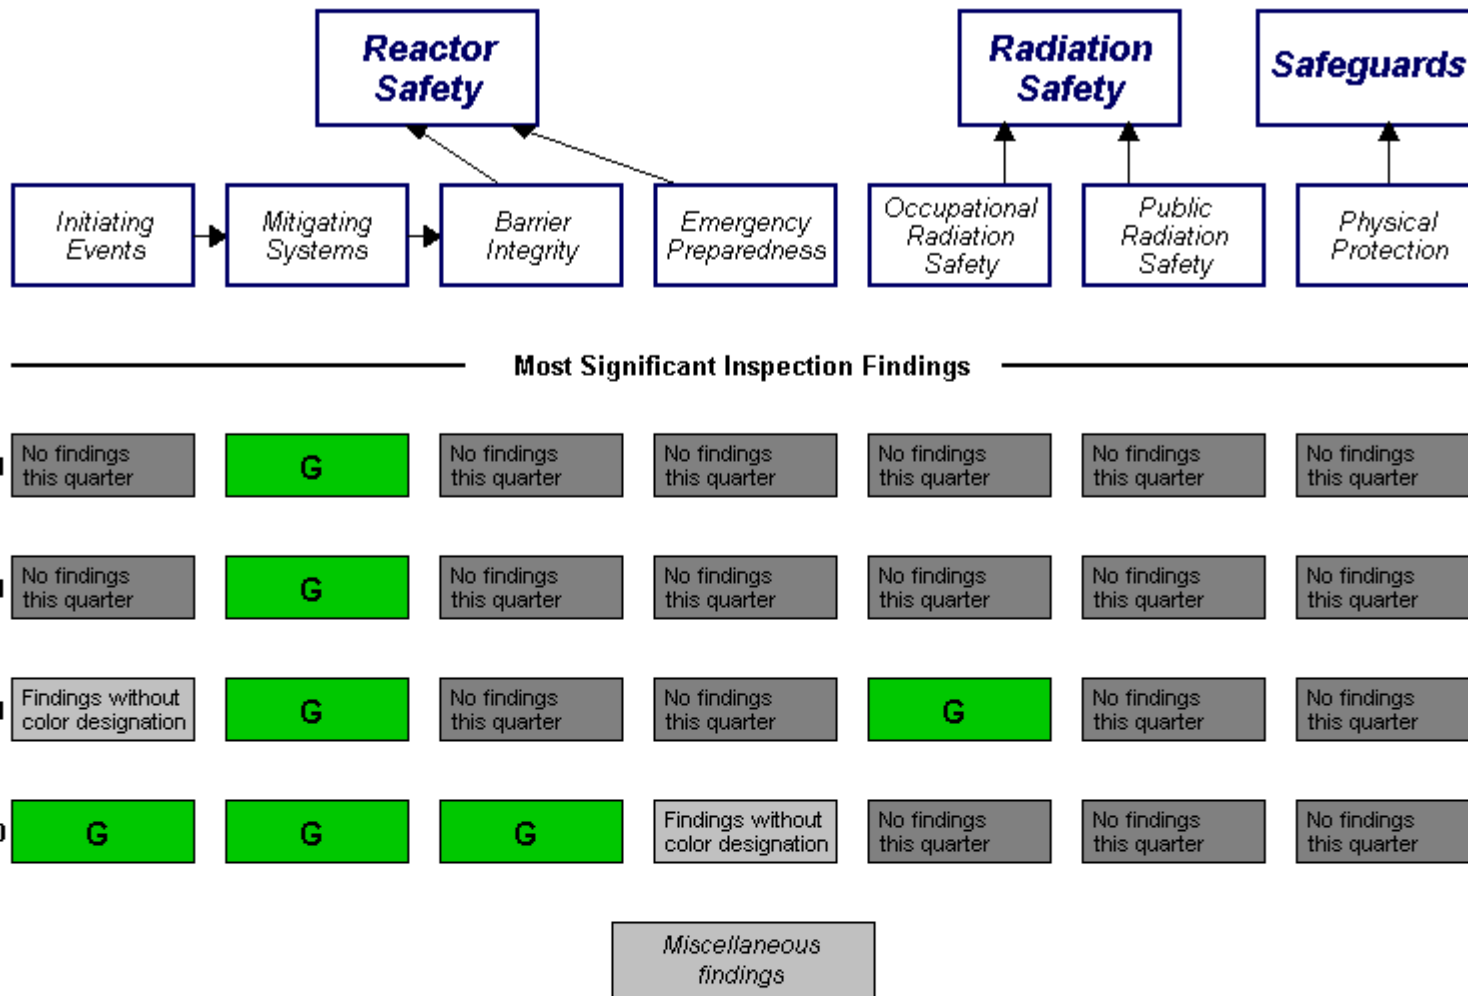 Reactor
Safety
Radiation
Safety
Safeguards
Initiating
Events
Mitigating
Systems
Barrier
Integrity
Emergency
Preparedness
Occupational
Radiation
Safety
Public
Radiation
Safety
Physical
Protection
Most Significant Inspection Findings
No findings
this quarter
G
No findings
this quarter
No findings
this quarter
No findings
this quarter
No findings
this quarter
No findings
this quarter
No findings
this quarter
G
No findings
this quarter
No findings
this quarter
No findings
this quarter
No findings
this quarter
No findings
this quarter
Findings without
color designation
G
No findings
this quarter
No findings
this quarter
G
No findings
this quarter
No findings
this quarter
G
G
G
Findings without
color designation
No findings
this quarter
No findings
this quarter
No findings
this quarter
Miscellaneous
findings